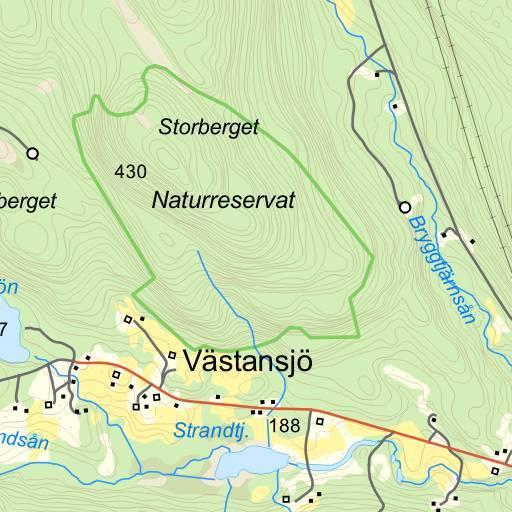 Storberget
430
Naturreservat
berget
Bryggtjärnsån
ön
7
Västansjö
Strandtj.
188
ndsån